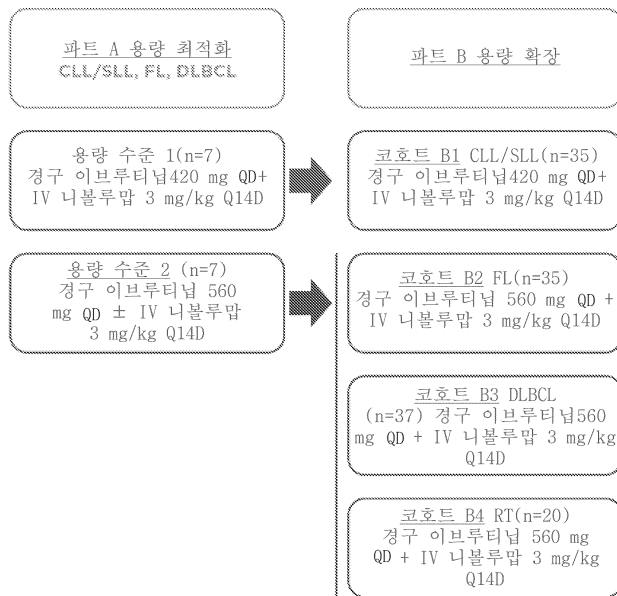 파트 A 용량 최적화
CLL/SLL, FL, DLBCL
파트 B 용량 확장
용량 수준 1(n=7)
경구 이브루티닙420 mg QD+
IV 니볼루맙 3 mg/kg Q14D
코호트 B1 CLL/SLL(n=35)
경구 이브루티닙420 mg QD+
IV 니볼루맙 3 mg/kg Q14D
용량 수준 2 (n=7)
경구 이브루티닙 560
mg QD ± IV 니볼루맙
3 mg/kg Q14D
코호트 B2 FL(n=35)
경구 이브루티닙 560 mg QD +
IV 니볼루맙 3 mg/kg Q14D
코호트 B3 DLBCL
(n=37) 경구 이브루티닙560
mg QD + IV 니볼루맙 3 mg/kg
Q14D
코호트 B4 RT(n=20)
경구 이브루티닙 560 mg
QD + IV 니볼루맙 3 mg/kg
Q14D